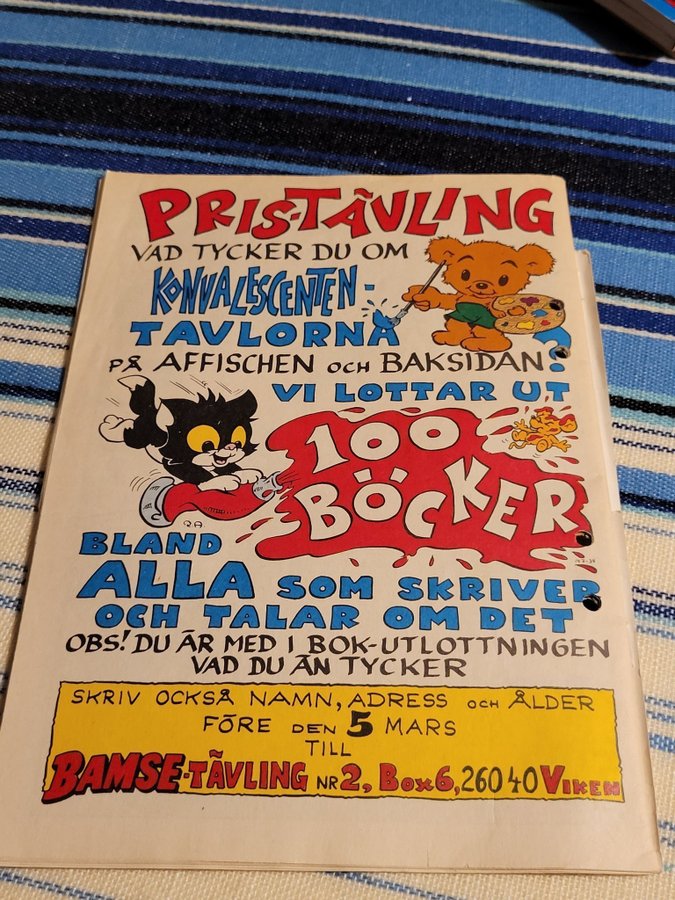 PRIS-TÄVLING
VAD TYCKER DU OM
KONVALESCENTEN-
TAVLORNA
PÅ AFFISCHEN OCH BAKSIDAN?
VI LOTTAR UT
100
BÖCKER
R.A
BLAND
ALLA SOM SKRIVER
OCH TALAR OM DET
OBS! DU ÄR MED I BOK-UTLOTTNINGEN
VAD DU ÄN TYCKER
SKRIV OCKSÅ NAMN, ADRESS OCH ÅLDER
FÖRE DEN 5 MARS
TILL
BAMSE-TÄVLING NR 2, BOX 6, 260 40 VIKEN